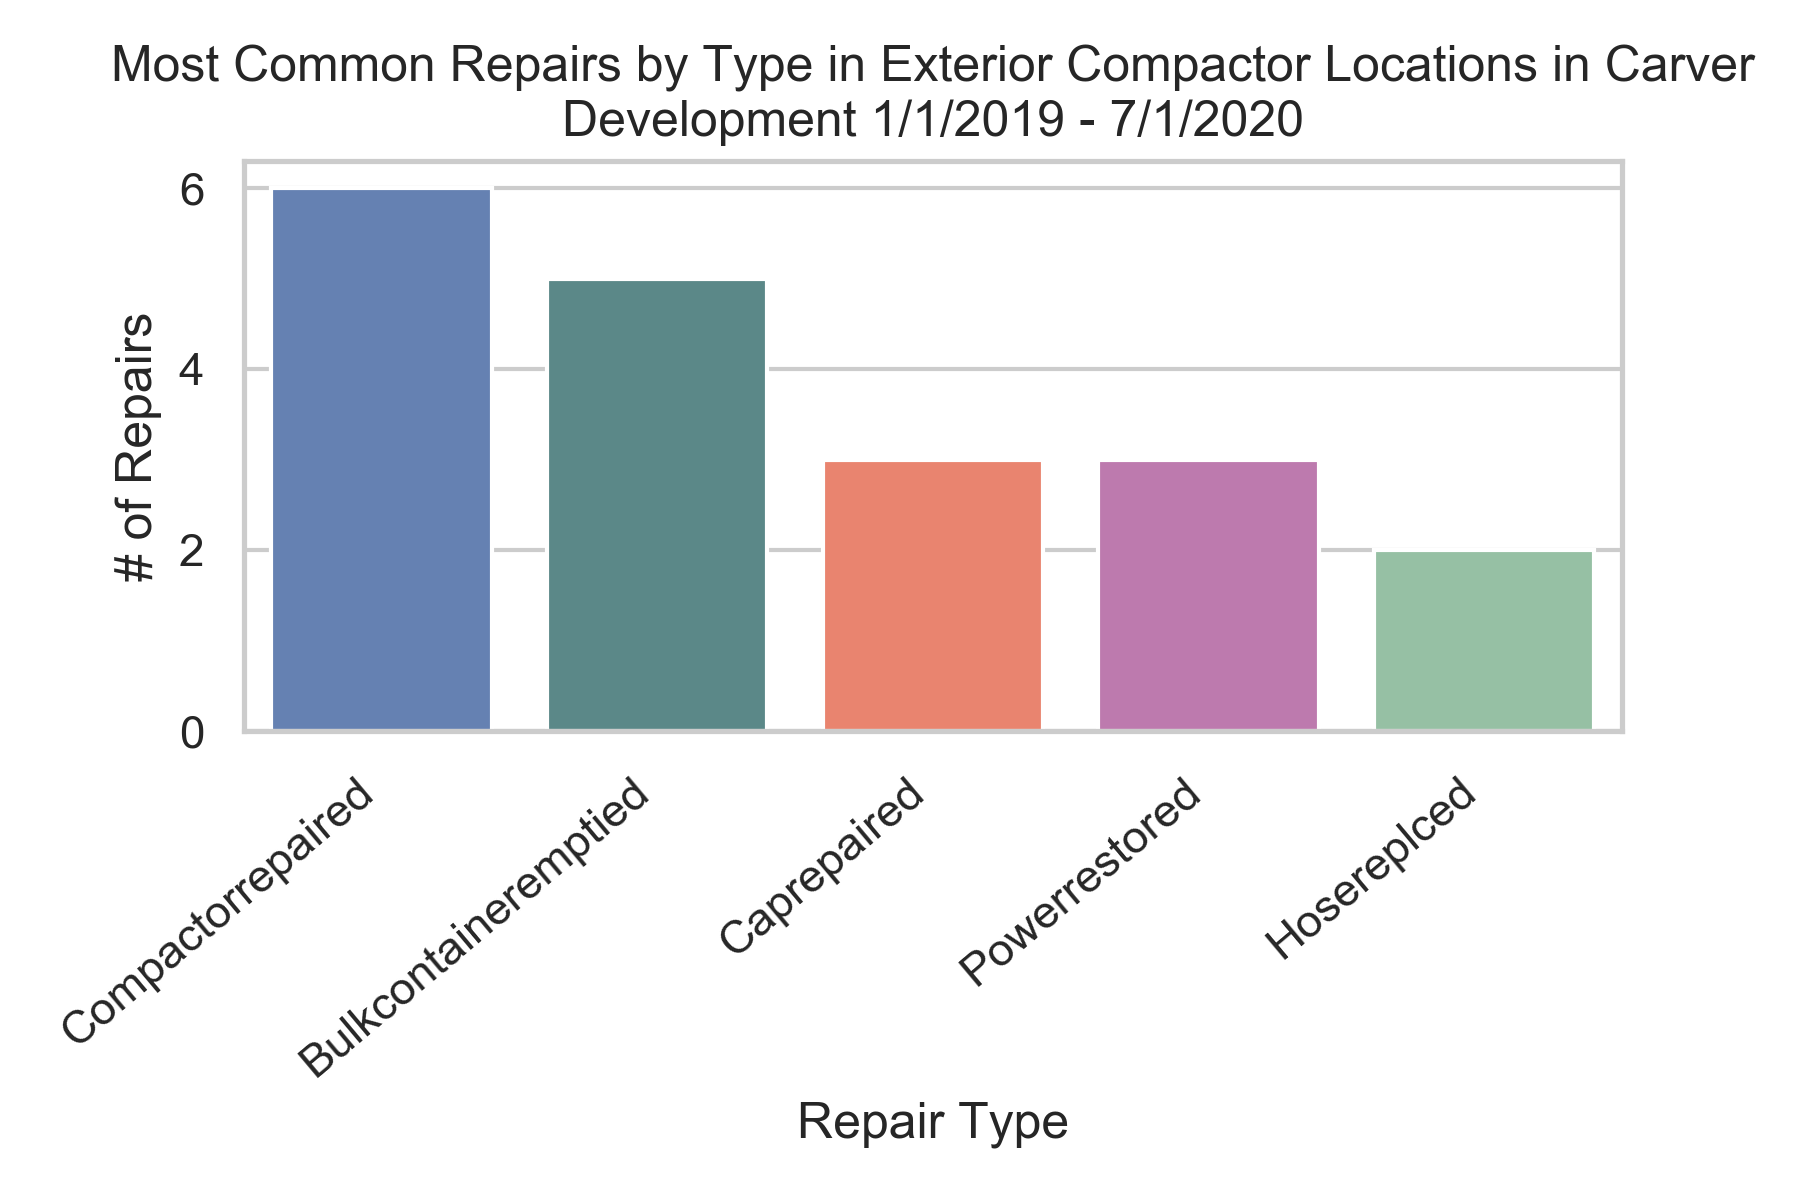 Most Common Repairs by Type in Exterior Compactor Locations in Carver
Development 1/1/2019 - 7/1/2020
# of Repairs
6
4
2
0
Compactorrepaired
Bulkcontaineremptied
Caprepaired
Powerrestored
Hosereplced
Repair Type